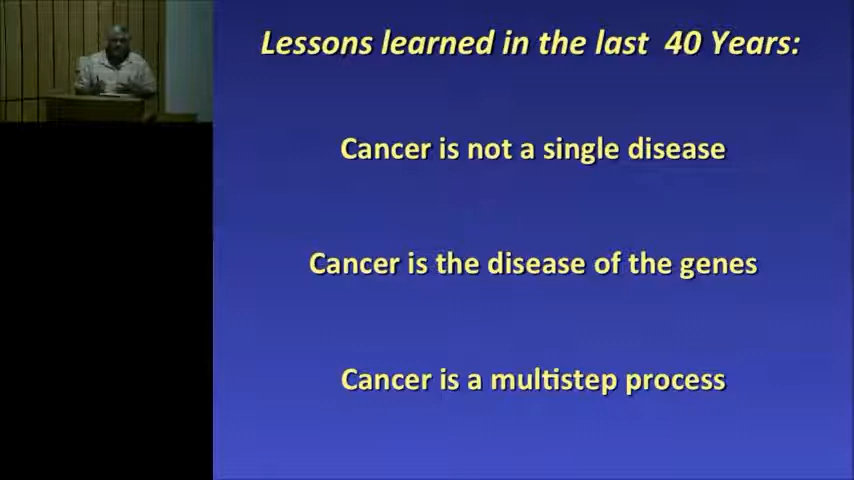 Lessons learned in the last 40 Years:
Cancer is not a single disease
Cancer is the disease of the genes
Cancer is a multistep process